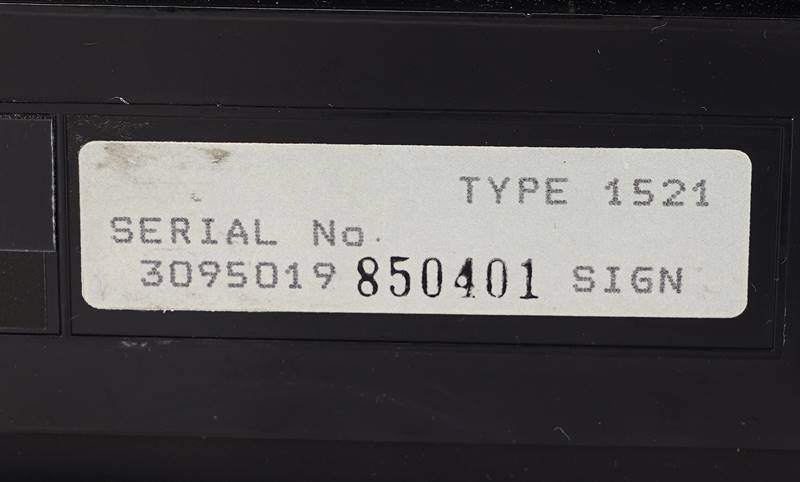 TYPE 1521
SERIAL No.
3095019 850401 SIGN